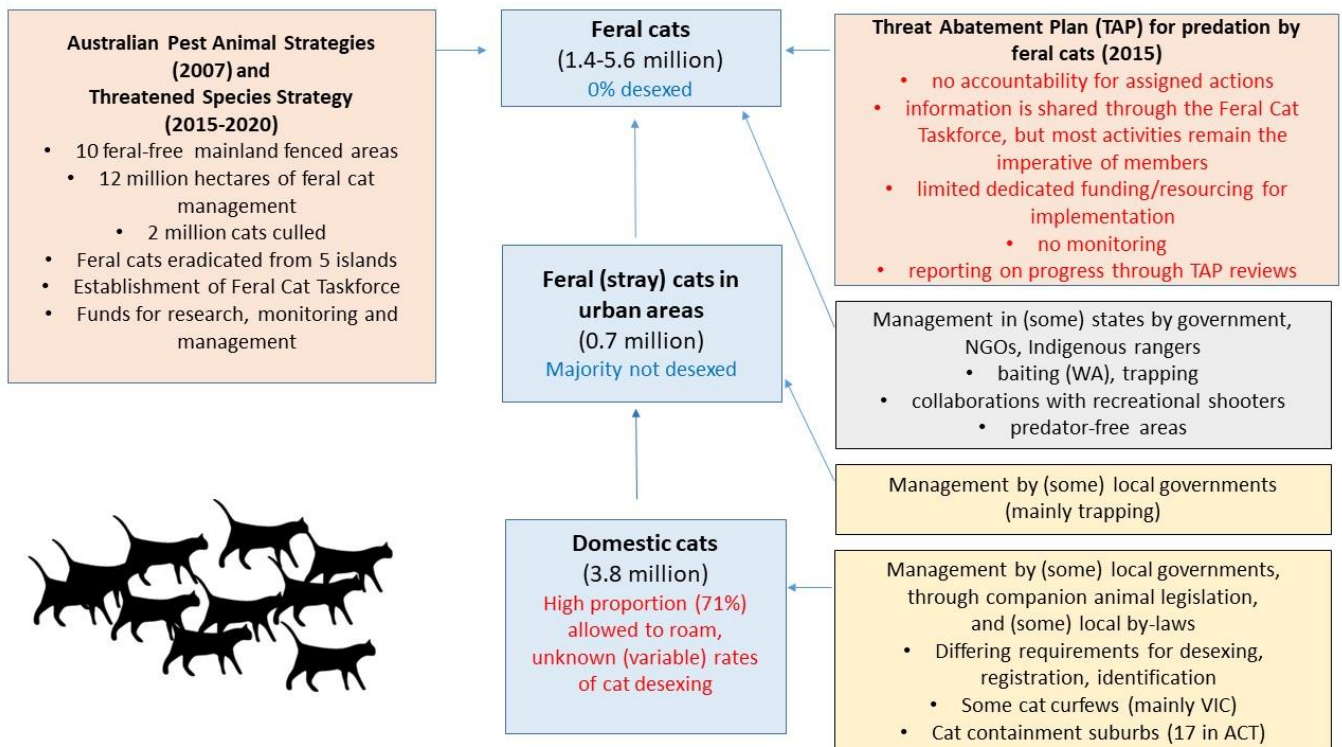 Australian Pest Animal Strategies
(2007) and
Threatened Species Strategy
(2015-2020)
• 10 feral-free mainland fenced areas
• 12 million hectares of feral cat
management
• 2 million cats culled
• Feral cats eradicated from 5 islands
• Establishment of Feral Cat Taskforce
• Funds for research, monitoring and
management
Feral cats
(1.4-5.6 million)
0% desexed
Feral (stray) cats in
urban areas
(0.7 million)
Majority not desexed
Domestic cats
(3.8 million)
High proportion (71%)
allowed to roam,
unknown (variable) rates
of cat desexing
Threat Abatement Plan (TAP) for predation by
feral cats (2015)
• no accountability for assigned actions
• information is shared through the Feral Cat
Taskforce, but most activities remain the
imperative of members
• limited dedicated funding/resourcing for
implementation
• no monitoring
• reporting on progress through TAP reviews
Management in (some) states by government,
NGOs, Indigenous rangers
• baiting (WA), trapping
• collaborations with recreational shooters
• predator-free areas
Management by (some) local governments
(mainly trapping)
Management by (some) local governments,
through companion animal legislation,
and (some) local by-laws
• Differing requirements for desexing,
registration, identification
• Some cat curfews (mainly VIC)
• Cat containment suburbs (17 in ACT)